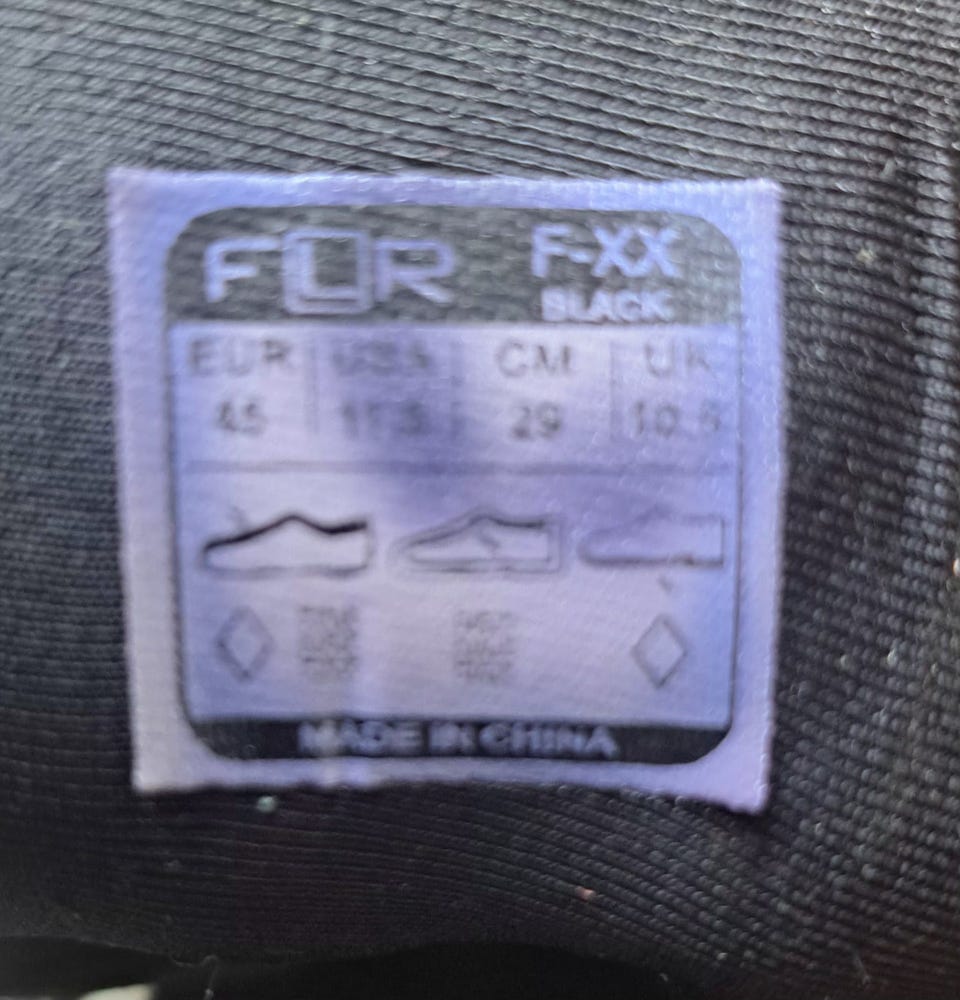 FLR F-XX
BLACK
EUR USA CM UK
45 11.5 29 10.5
MADE IN CHINA